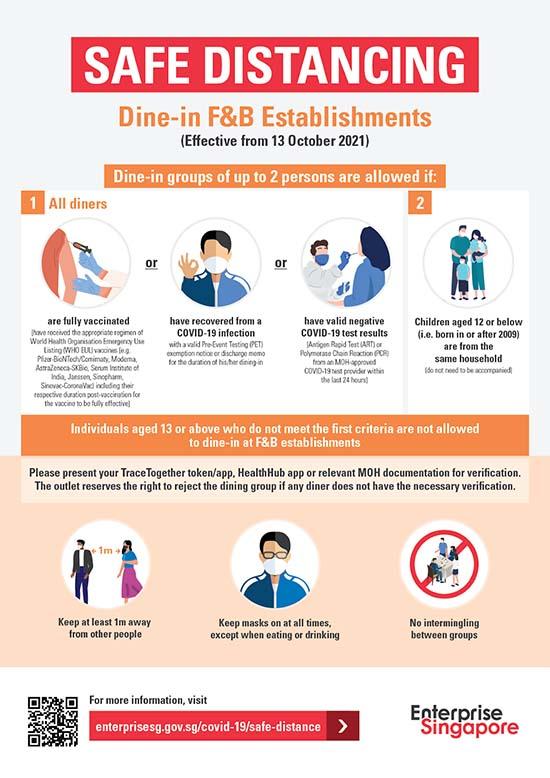 SAFE DISTANCING
Dine-in F&B Establishments
(Effective from 13 October 2021)
Dine-in groups of up to 2 persons are allowed if:
1 All diners
2
or
or
are fully vaccinated
[have received the appropriate regimen of
World Health Organisation Emergency Use
Listing (WHO EUL) vaccines (e.g.
Pfizer-BioNTech/Comirnaty, Moderna,
AstraZeneca-SKBio, Serum Institute of
India, Janssen, Sinopharm,
Sinovac-CoronaVac) including their
respective duration post-vaccination for
the vaccine to be fully effective]
have recovered from a
COVID-19 infection
with a valid Pre-Event Testing (PET)
exemption notice or discharge memo
for the duration of his/her dining-in
have valid negative
COVID-19 test results
[Antigen Rapid Test (ART) or
Polymerase Chain Reaction (PCR)
from an MOH-approved
COVID-19 test provider within
the last 24 hours]
Children aged 12 or below
(i.e. born in or after 2009)
are from the
same household
(do not need to be accompanied)
Individuals aged 13 or above who do not meet the first criteria are not allowed
to dine-in at F&B establishments
Please present your TraceTogether token/app, HealthHub app or relevant MOH documentation for verification.
The outlet reserves the right to reject the dining group if any diner does not have the necessary verification.
1m
Keep at least 1m away
from other people
Keep masks on at all times,
except when eating or drinking
No intermingling
between groups
For more information, visit
enterprisesg.gov.sg/covid-19/safe-distance
Enterprise
Singapore